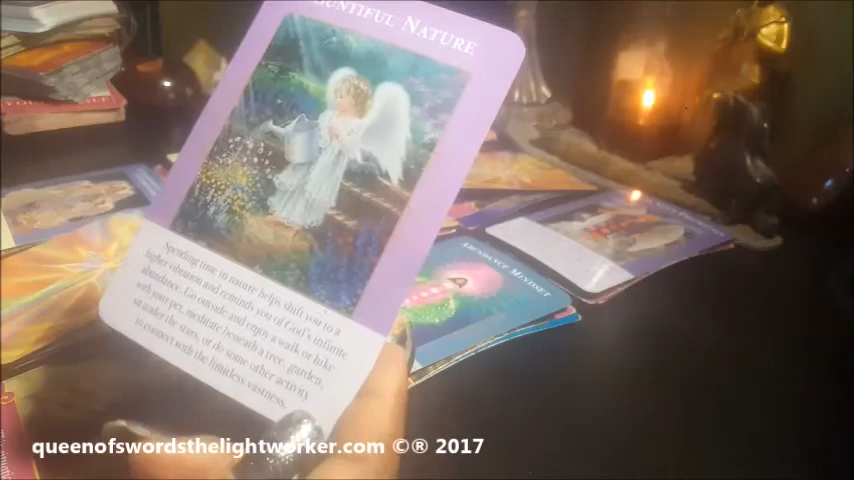 BOUNTIFUL NATURE
Spending time in nature helps shift you to a
higher vibration and reminds you of God's infinite
abundance. Go outside and enjoy a walk or hike
with your pet, meditate beneath a tree, garden,
sit under the stars, or do some other activity
to connect with the limitless vastness.
ABUNDANCE MINDSET
queenofswordsthelightworker.com ©® 2017